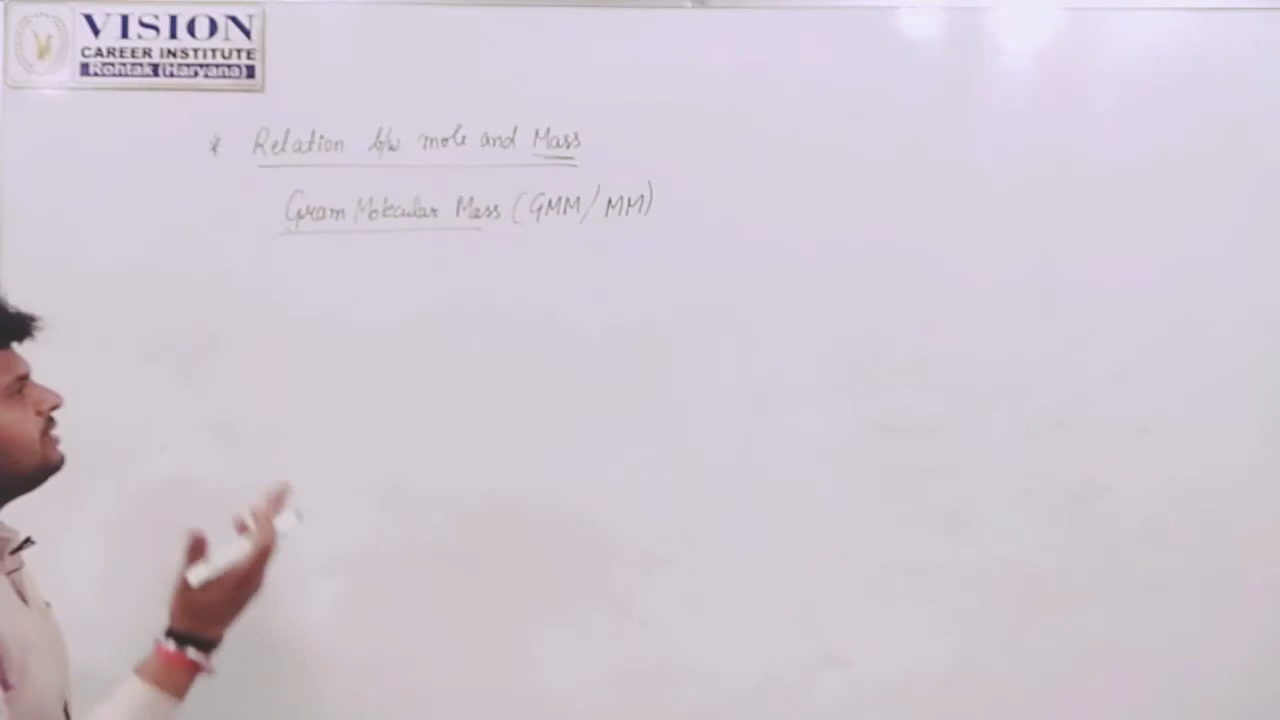 VISION
CAREER INSTITUTE
Rohtak (Haryana)
* Relation b/w mole and Mass
Gram Molecular Mass (GMM/MM)